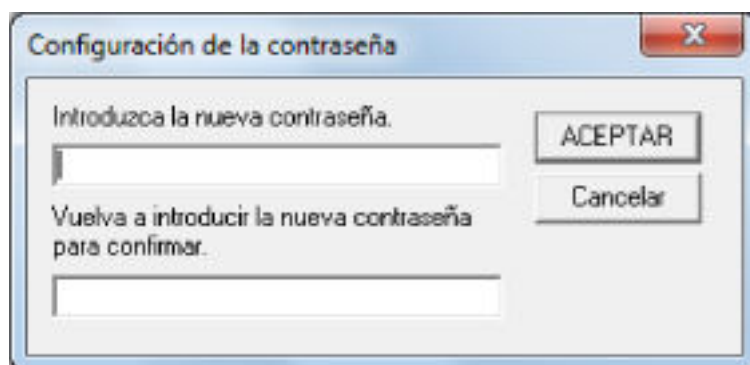 Configuración de la contraseña
Introduzca la nueva contraseña.
ACEPTAR
Cancelar
Vuelva a introducir la nueva contraseña
para confirmar.